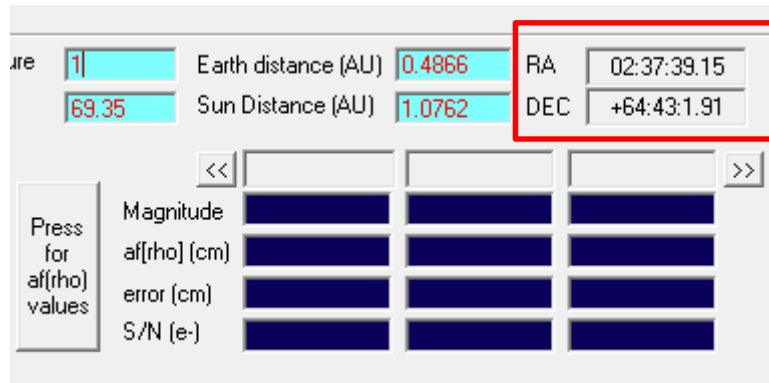 ure 1 Earth distance (AU) 0.4866 RA 02:37:39.15
69.35 Sun Distance (AU) 1.0762 DEC +64:43:1.91
<< >>
Press for af(rho) values
Magnitude
af[rho] (cm)
error (cm)
S/N (e-)